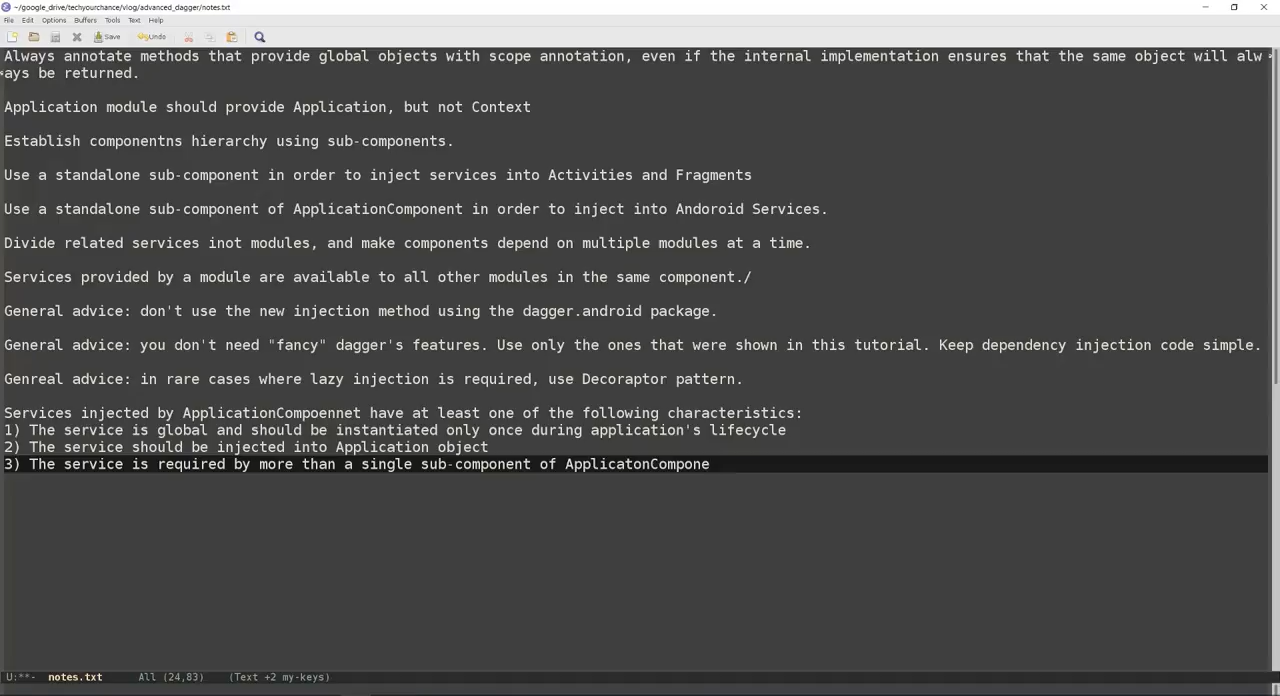 ~/google_drive/techyourchance/vlog/advanced_dagger/notes.txt
File Edit Options Buffers Tools Text Help
Save Undo
Always annotate methods that provide global objects with scope annotation, even if the internal implementation ensures that the same object will alw
ays be returned.
Application module should provide Application, but not Context
Establish componentns hierarchy using sub-components.
Use a standalone sub-component in order to inject services into Activities and Fragments
Use a standalone sub-component of ApplicationComponent in order to inject into Andoroid Services.
Divide related services inot modules, and make components depend on multiple modules at a time.
Services provided by a module are available to all other modules in the same component./
General advice: don't use the new injection method using the dagger.android package.
General advice: you don't need "fancy" dagger's features. Use only the ones that were shown in this tutorial. Keep dependency injection code simple.
Genreal advice: in rare cases where lazy injection is required, use Decoraptor pattern.
Services injected by ApplicationCompoennet have at least one of the following characteristics:
1) The service is global and should be instantiated only once during application's lifecycle
2) The service should be injected into Application object
3) The service is required by more than a single sub-component of ApplicatonCompone
U:**- notes.txt All (24,83) (Text +2 my-keys)